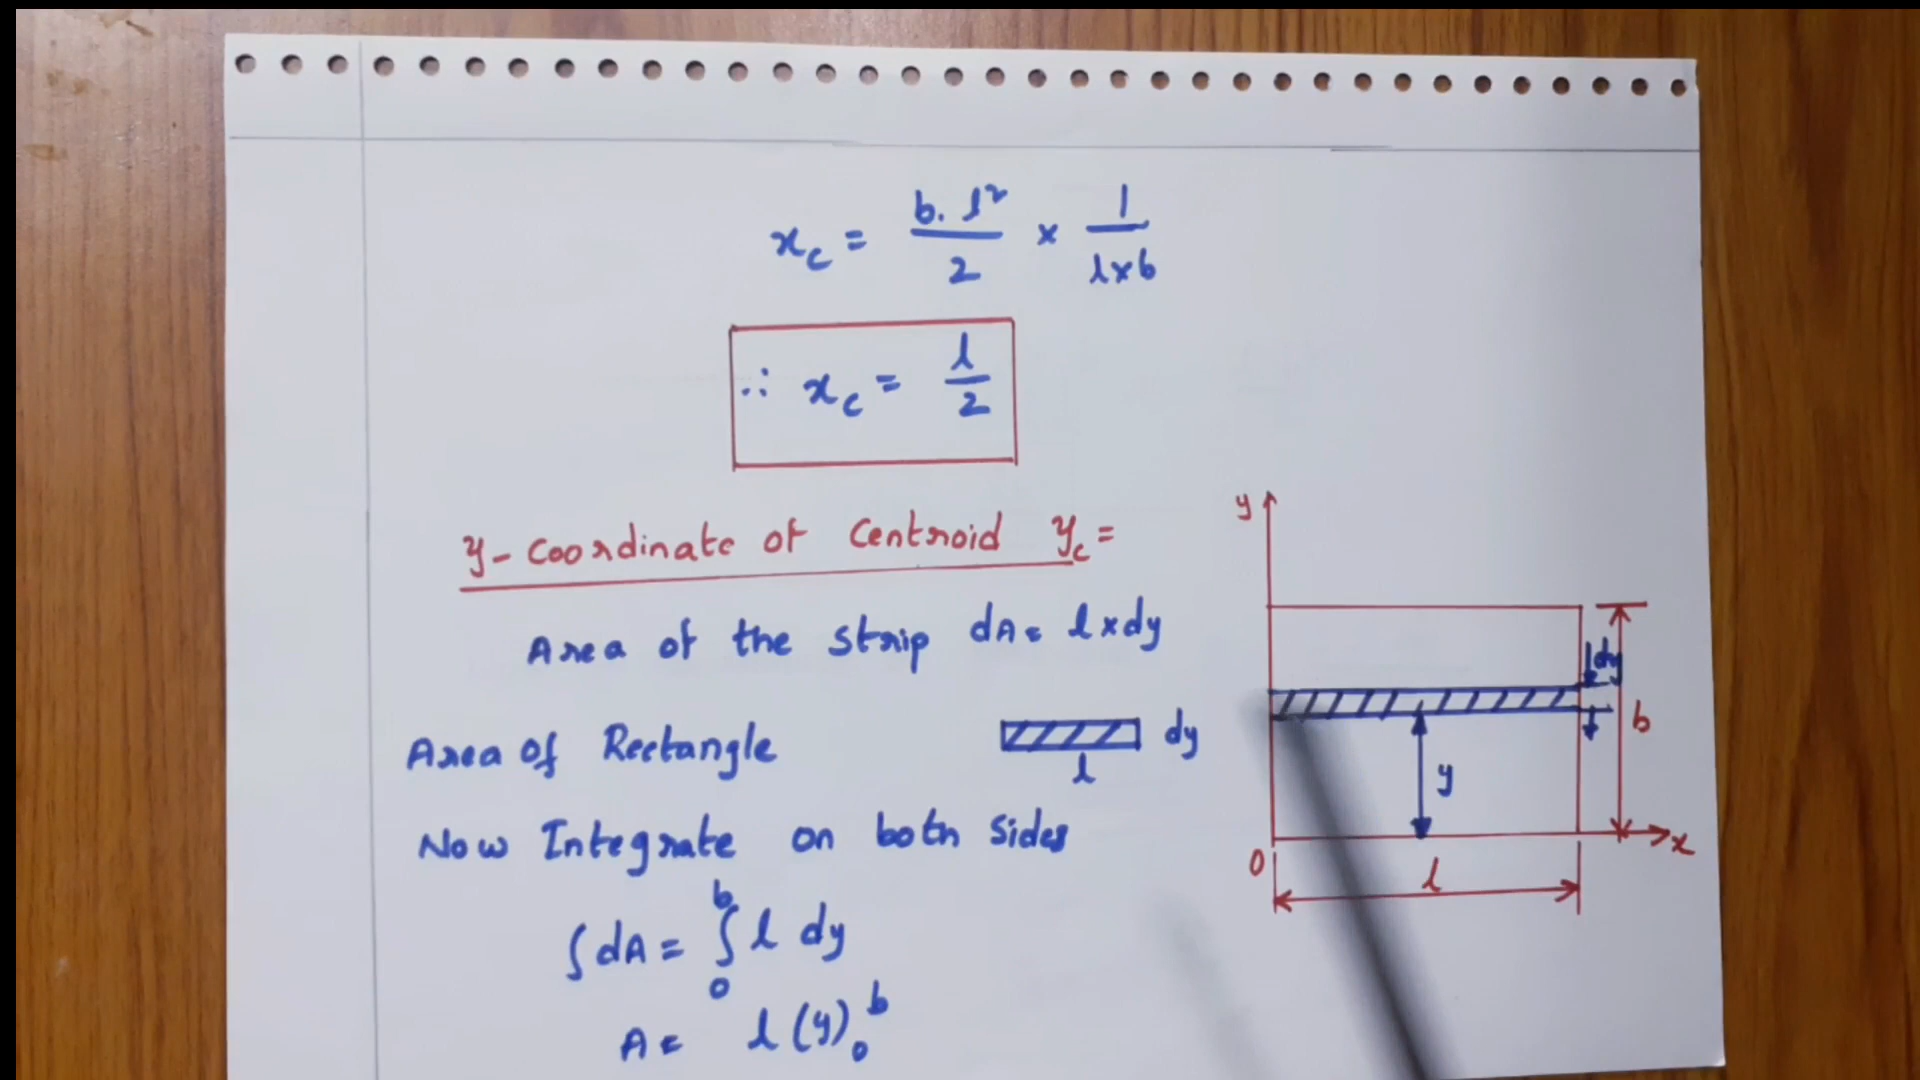 x_c = b. l² / 2 × 1 / l×b
∴ x_c = l / 2
y- Coordinate of Centroid y_c =
Area of the strip dA = l×dy
Area of Rectangle
dy
l
Now Integrate on both sides
∫ dA = ∫₀ᵇ l dy
A = l (y)₀ᵇ
y
dy
b
y
0
x
l